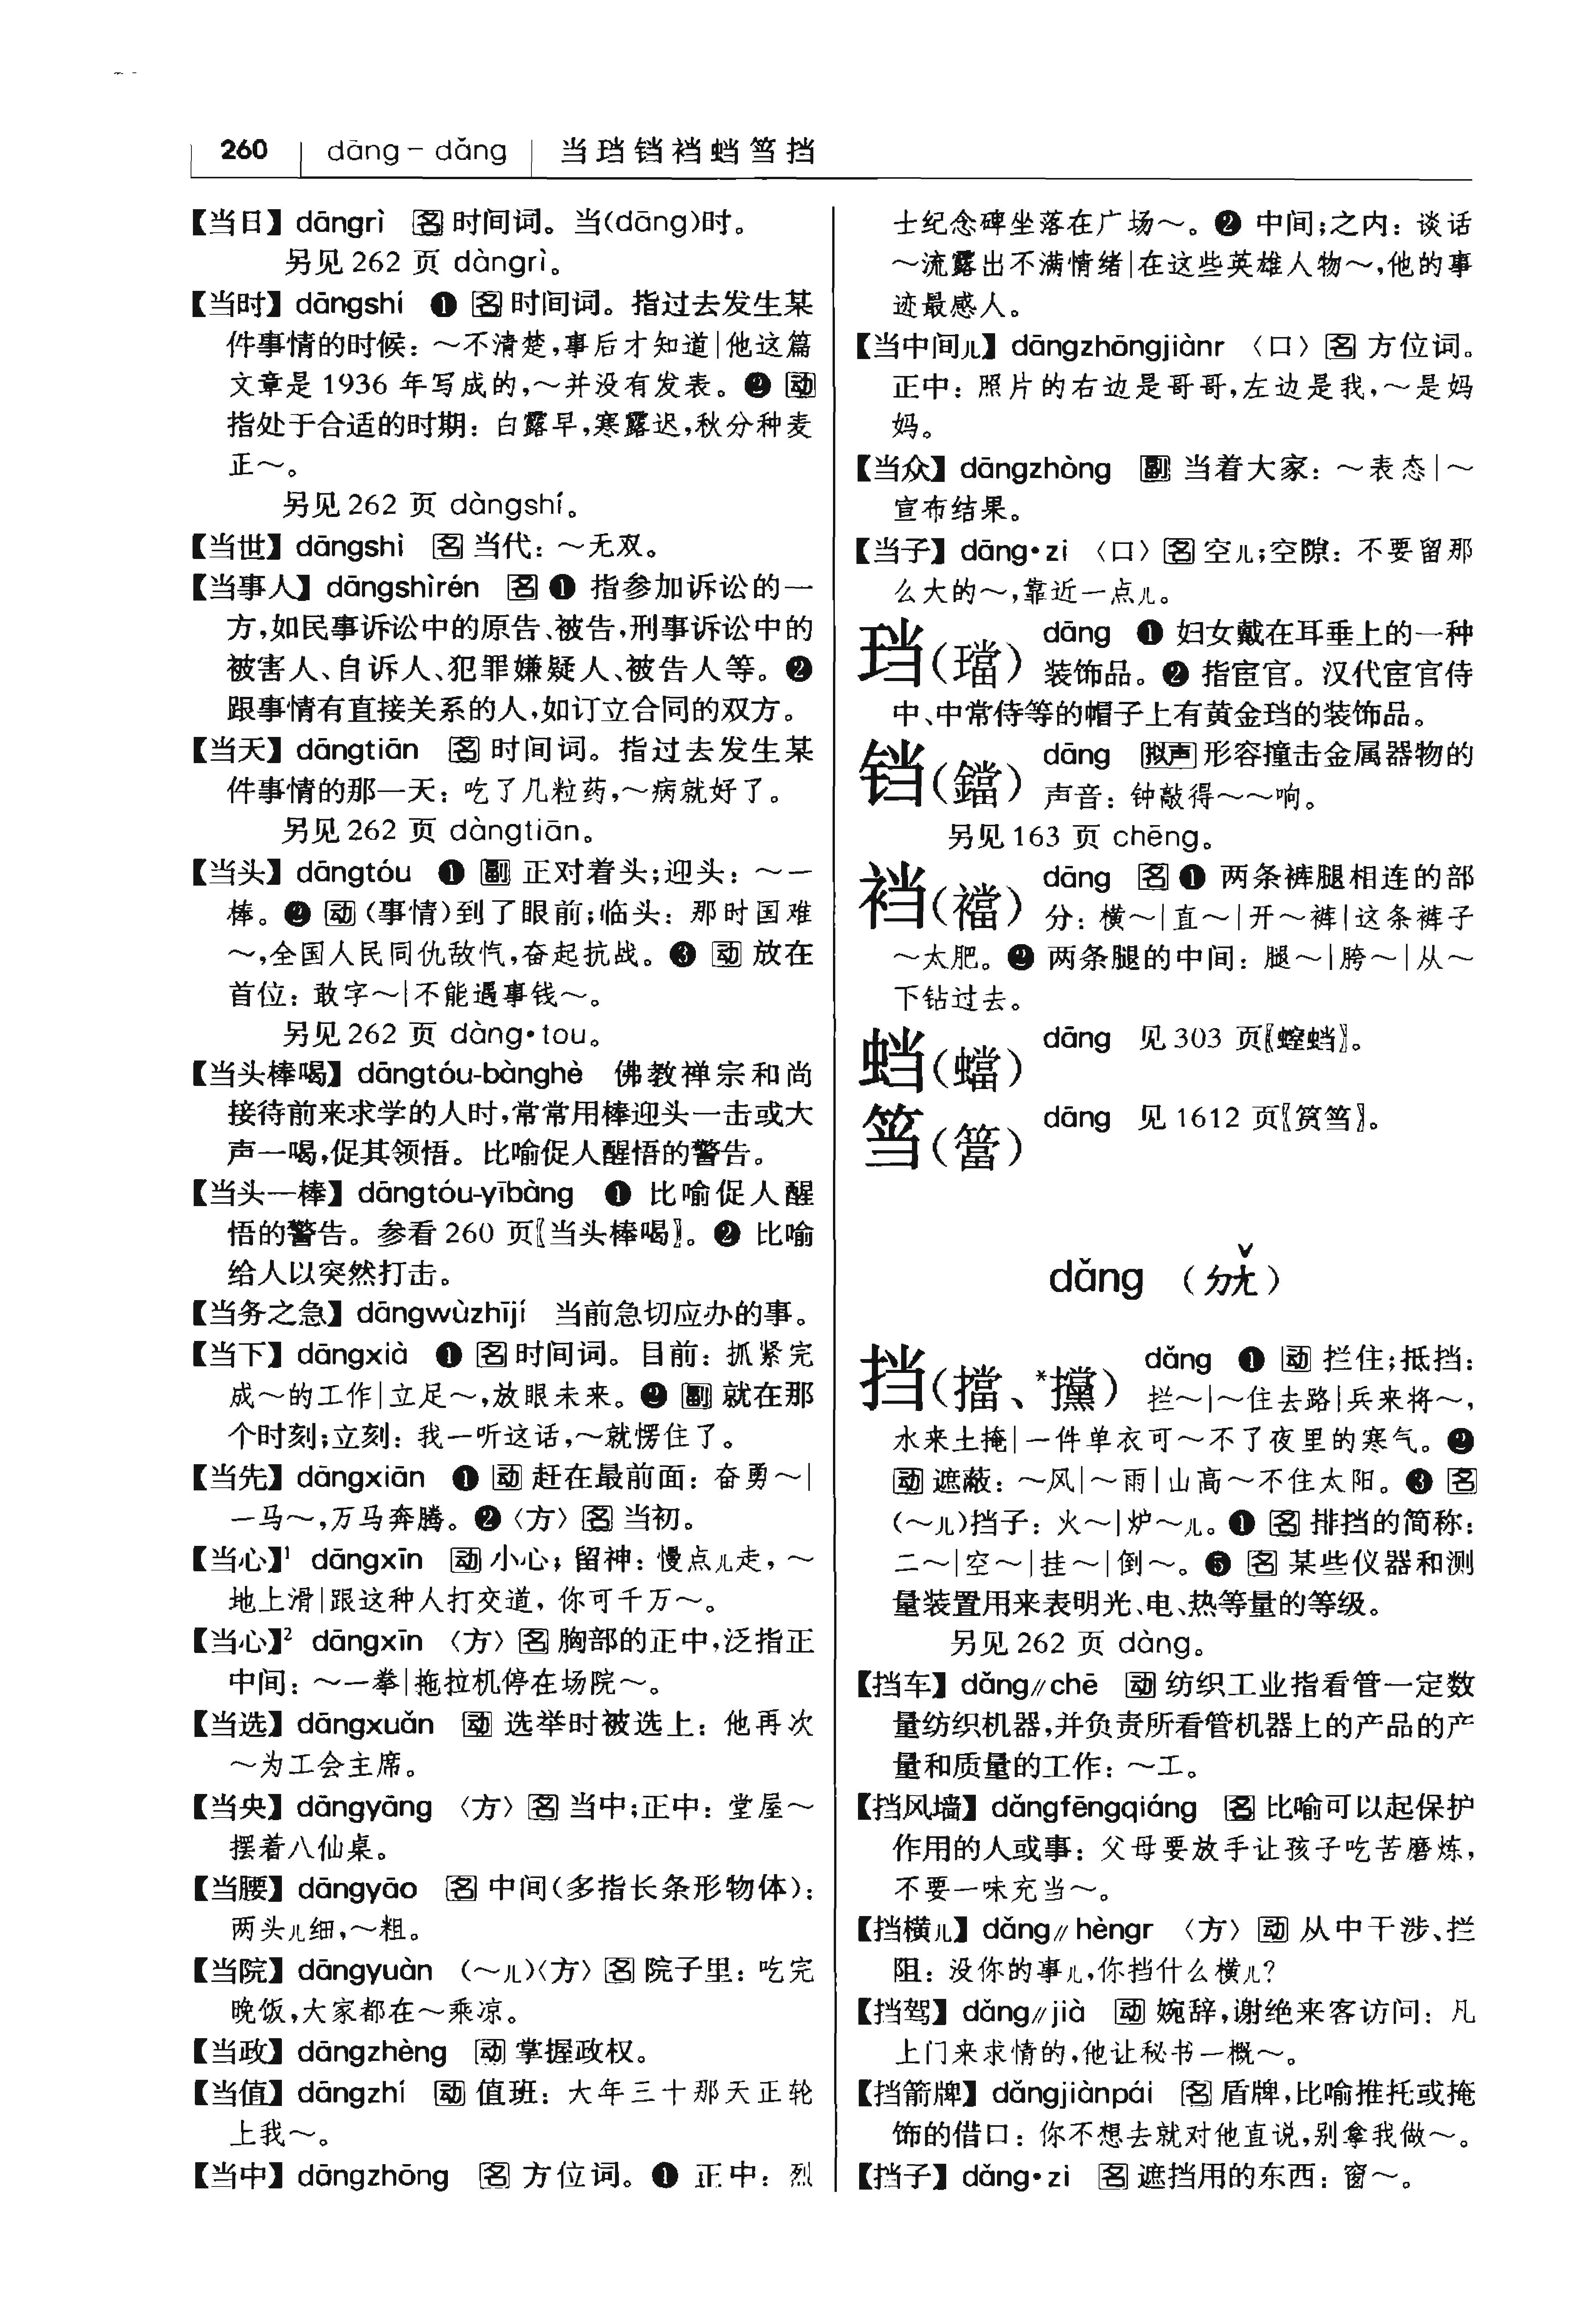 260 dāng – dǎng 当珰铛裆蛸筜挡
【当日】dāngrì 名 时间词。当(dāng)时。
另见262 页 dàngrì。
【当时】dāngshí ❶ 名 时间词。指过去发生某
件事情的时候：～不清楚,事后才知道|他这篇
文章是 1936 年写成的,～并没有发表。❷ 动
指处于合适的时期：白露早,寒露迟,秋分种麦
正～。
另见262 页 dàngshí。
【当世】dāngshì 名 当代：～无双。
【当事人】dāngshìrén 名 ❶ 指参加诉讼的一
方,如民事诉讼中的原告、被告,刑事诉讼中的
被害人、自诉人、犯罪嫌疑人、被告人等。❷
跟事情有直接关系的人,如订立合同的双方。
【当天】dāngtiān 名 时间词。指过去发生某
件事情的那一天：吃了几粒药,～病就好了。
另见262 页 dàngtiān。
【当头】dāngtóu ❶ 副 正对着头;迎头：～一
棒。❷ 动 (事情)到了眼前;临头：那时国难
～,全国人民同仇敌忾,奋起抗战。❸ 动 放在
首位：敢字～|不能遇事钱～。
另见262 页 dàng•tou。
【当头棒喝】dāngtóu-bànghè 佛教禅宗和尚
接待前来求学的人时,常常用棒迎头一击或大
声一喝,促其领悟。比喻促人醒悟的警告。
【当头一棒】dāngtóu-yībàng ❶ 比喻促人醒
悟的警告。参看260 页〖当头棒喝〗。❷ 比喻
给人以突然打击。
【当务之急】dāngwùzhījí 当前急切应办的事。
【当下】dāngxià ❶ 名 时间词。目前：抓紧完
成～的工作|立足～,放眼未来。❷ 副 就在那
个时刻;立刻：我一听这话,～就愣住了。
【当先】dāngxiān ❶ 动 赶在最前面：奋勇～|
一马～,万马奔腾。❷〈方〉名 当初。
【当心】¹ dāngxīn 动 小心；留神：慢点儿走，～
地上滑|跟这种人打交道，你可千万～。
【当心】² dāngxīn 〈方〉名 胸部的正中,泛指正
中间：～一拳|拖拉机停在场院～。
【当选】dāngxuǎn 动 选举时被选上：他再次
～为工会主席。
【当央】dāngyāng 〈方〉名 当中;正中：堂屋～
摆着八仙桌。
【当腰】dāngyāo 名 中间(多指长条形物体)：
两头儿细,～粗。
【当院】dāngyuàn (～儿)〈方〉名 院子里：吃完
晚饭,大家都在～乘凉。
【当政】dāngzhèng 动 掌握政权。
【当值】dāngzhí 动 值班：大年三十那天正轮
上我～。
【当中】dāngzhōng 名 方位词。❶ 正中：烈
士纪念碑坐落在广场～。❷ 中间;之内：谈话
～流露出不满情绪|在这些英雄人物～,他的事
迹最感人。
【当中间儿】dāngzhōngjiànr 〈口〉名 方位词。
正中：照片的右边是哥哥,左边是我,～是妈
妈。
【当众】dāngzhòng 副 当着大家：～表态|～
宣布结果。
【当子】dāng•zi 〈口〉名 空儿;空隙：不要留那
么大的～,靠近一点儿。
珰(璫) dāng ❶ 妇女戴在耳垂上的一种
装饰品。❷ 指宦官。汉代宦官侍
中、中常侍等的帽子上有黄金珰的装饰品。
铛(鐺) dāng 拟声 形容撞击金属器物的
声音：钟敲得～～响。
另见163 页 chēng。
裆(襠) dāng 名 ❶ 两条裤腿相连的部
分：横～|直～|开～裤|这条裤子
～太肥。❷ 两条腿的中间：腿～|胯～|从～
下钻过去。
蛸(蟷) dāng 见 303 页〖螳蛸〗。
筜(簹) dāng 见 1612 页〖筼筜〗。
dǎng (ㄉㄤˇ)
挡(擋、*攩) dǎng ❶ 动 拦住;抵挡：
拦～|～住去路|兵来将～,
水来土掩|一件单衣可～不了夜里的寒气。❷
动 遮蔽：～风|～雨|山高～不住太阳。❸ 名
(～儿)挡子：火～|炉～儿。❹ 名 排挡的简称：
二～|空～|挂～|倒～。❺ 名 某些仪器和测
量装置用来表明光、电、热等量的等级。
另见262 页 dàng。
【挡车】dǎng∥chē 动 纺织工业指看管一定数
量纺织机器,并负责所看管机器上的产品的产
量和质量的工作：～工。
【挡风墙】dǎngfēngqiáng 名 比喻可以起保护
作用的人或事：父母要放手让孩子吃苦磨炼,
不要一味充当～。
【挡横儿】dǎng∥hèngr 〈方〉动 从中干涉、拦
阻：没你的事儿,你挡什么横儿?
【挡驾】dǎng∥jià 动 婉辞,谢绝来客访问：凡
上门来求情的,他让秘书一概～。
【挡箭牌】dǎngjiànpái 名 盾牌,比喻推托或掩
饰的借口：你不想去就对他直说,别拿我做～。
【挡子】dǎng•zi 名 遮挡用的东西：窗～。